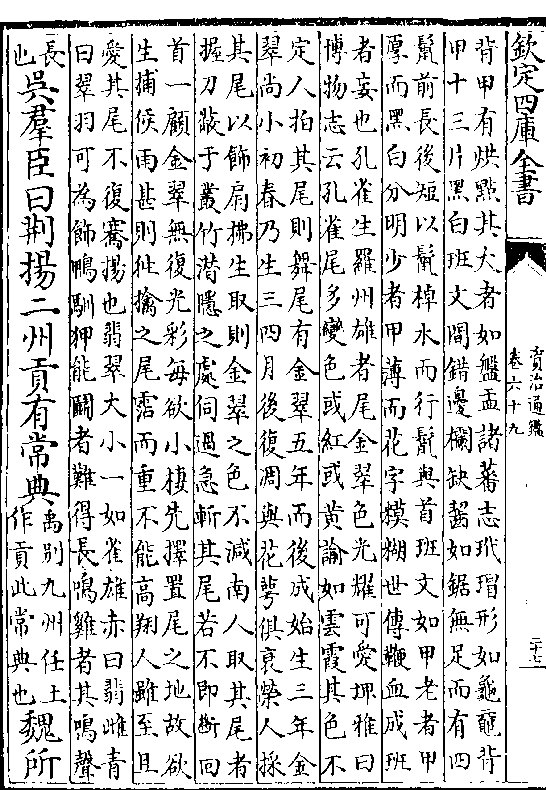 欽定四庫全書
資治通鑑
卷六十九
二十七
背甲有烘點其大者如盤盂諸蕃志玳瑁形如龜黿背
甲十三片黑白班文間錯邊欄缺齧如鋸無足而有四
鬛前長後短以鬛棹水而行鬛與首班文如甲老者甲
厚而黑白分明少者甲薄而花字糢糊世傳鞭血成班
者妄也孔雀生羅州雄者尾金翠色光耀可愛埤雅曰
博物志云孔雀尾多變色或紅或黄諭如雲霞其色不
定人拍其尾則舞尾有金翠五年而後成始生三年金
翠尚小初春乃生三四月後復凋與花萼俱衰榮人採
其尾以飾扇拂生取則金翠之色不减南人取其尾者
握刀蔽于叢竹潛隱之處伺過急斬其尾若不即斷回
首一顧金翠無復光彩每欲小棲先擇置尾之地故欲
生捕候雨甚則往擒之尾霑而重不能高翔人雖至且
愛其尾不復騫揚也翡翠大小一如雀雄赤曰翡雌青
曰翠羽可為飾鴨馴狎能鬭者難得長鳴雞者其鳴聲
長也吳羣臣曰荆揚二州貢有常典禹别九州任土作貢此常典也魏所